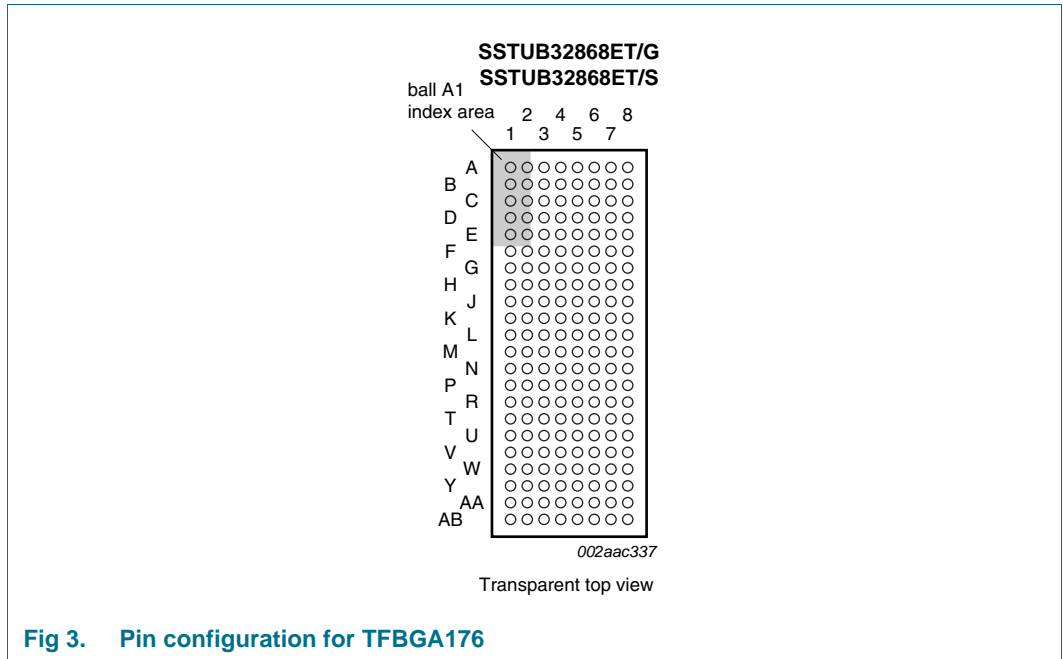 SSTUB32868ET/G
SSTUB32868ET/S
ball A1
index area
2 4 6 8
1 3 5 7
A
B
C
D
E
F
G
H
J
K
L
M
N
P
R
T
U
V
W
Y
AA
AB
002aac337
Transparent top view
Fig 3. Pin configuration for TFBGA176